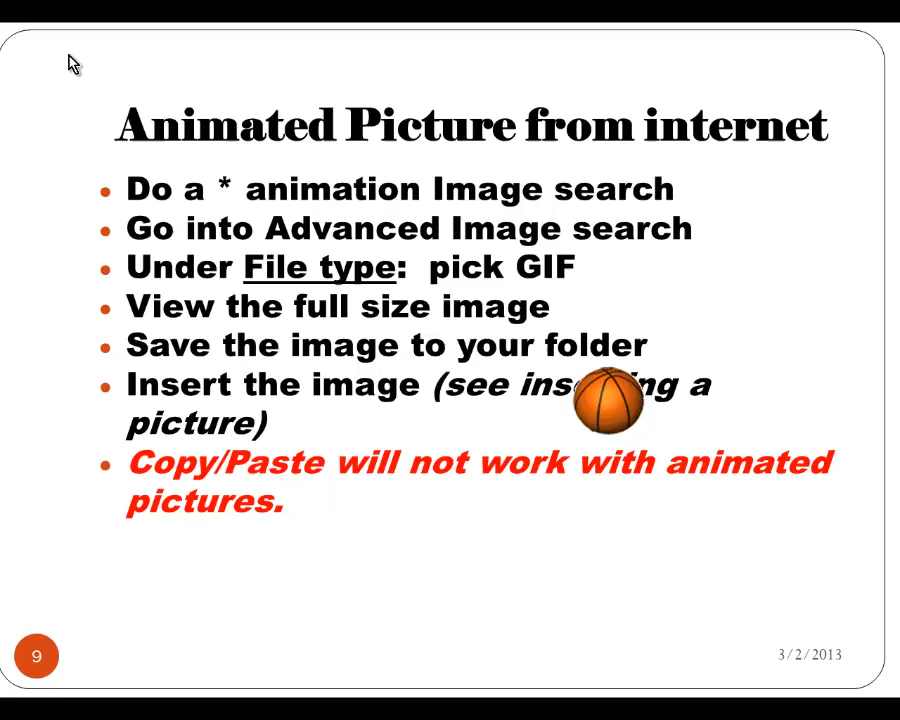 Animated Picture from internet
• Do a * animation Image search
• Go into Advanced Image search
• Under File type:  pick GIF
• View the full size image
• Save the image to your folder
• Insert the image (see a
picture)
• Copy/Paste will not work with animated
pictures.
9
3/2/2013